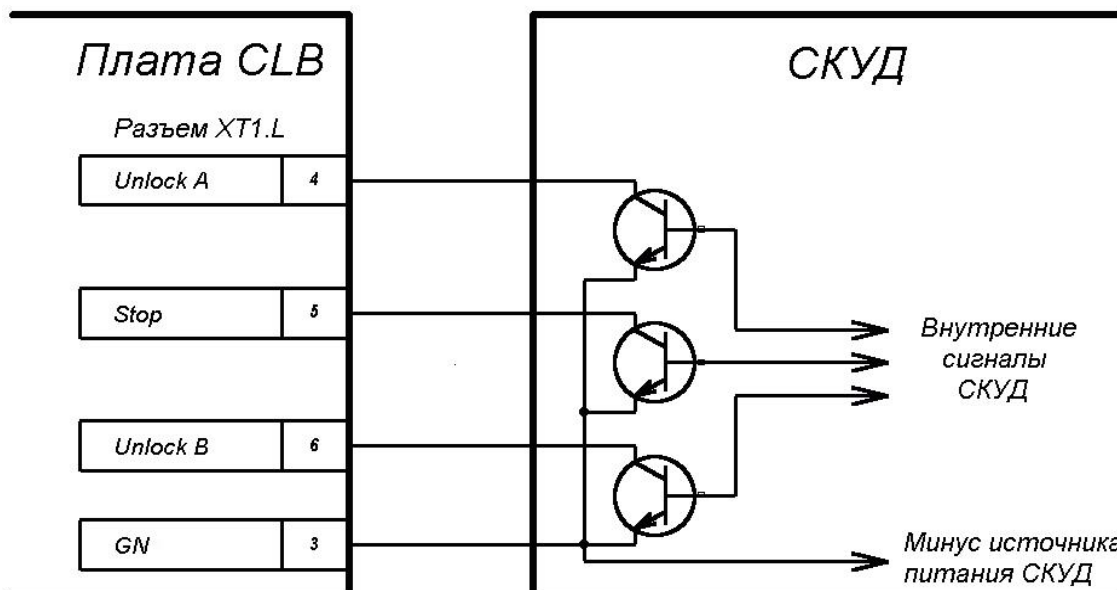 Плата CLB
СКУД
Разъем XT1.L
Unlock A 4
Stop 5
Unlock B 6
GN 3
Внутренние
сигналы
СКУД
Минус источника
питания СКУД